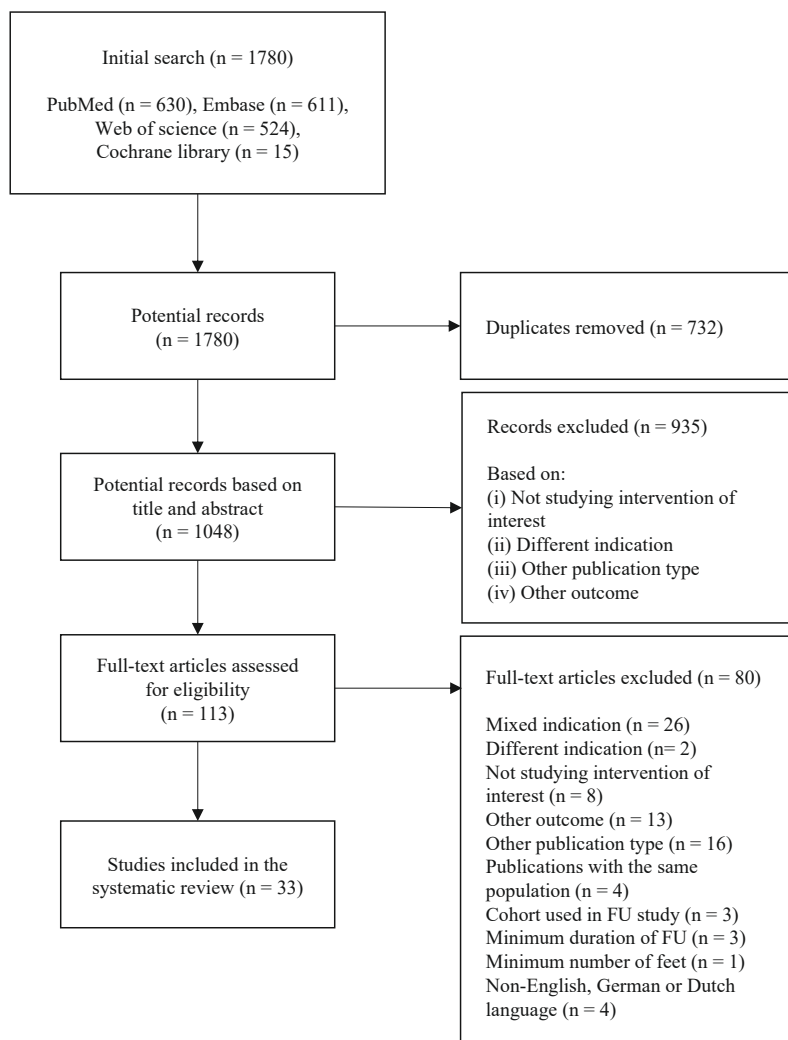 Initial search (n = 1780)
PubMed (n = 630), Embase (n = 611),
Web of science (n = 524),
Cochrane library (n = 15)
Potential records
(n = 1780)
Duplicates removed (n = 732)
Potential records based on
title and abstract
(n = 1048)
Records excluded (n = 935)
Based on:
(i) Not studying intervention of
interest
(ii) Different indication
(iii) Other publication type
(iv) Other outcome
Full-text articles assessed
for eligibility
(n = 113)
Full-text articles excluded (n = 80)
Mixed indication (n = 26)
Different indication (n= 2)
Not studying intervention of
interest (n = 8)
Other outcome (n = 13)
Other publication type (n = 16)
Publications with the same
population (n = 4)
Cohort used in FU study (n = 3)
Minimum duration of FU (n = 3)
Minimum number of feet (n = 1)
Non-English, German or Dutch
language (n = 4)
Studies included in the
systematic review (n = 33)